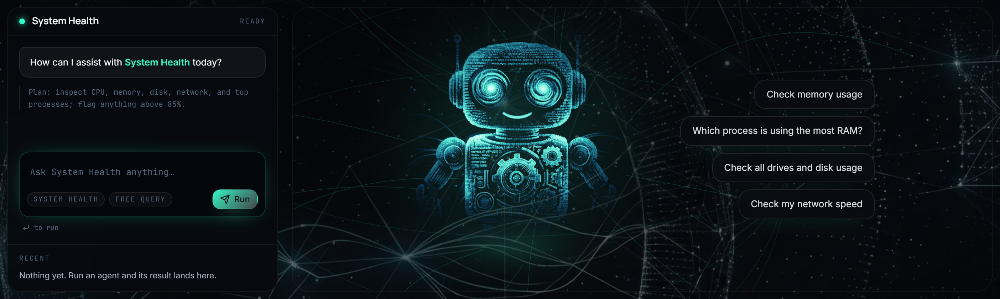 System Health
READY
How can I assist with System Health today?
Plan: inspect CPU, memory, disk, network, and top
processes; flag anything above 85%.
Ask System Health anything…
SYSTEM HEALTH
FREE QUERY
Run
↵ to run
RECENT
Nothing yet. Run an agent and its result lands here.
Check memory usage
Which process is using the most RAM?
Check all drives and disk usage
Check my network speed